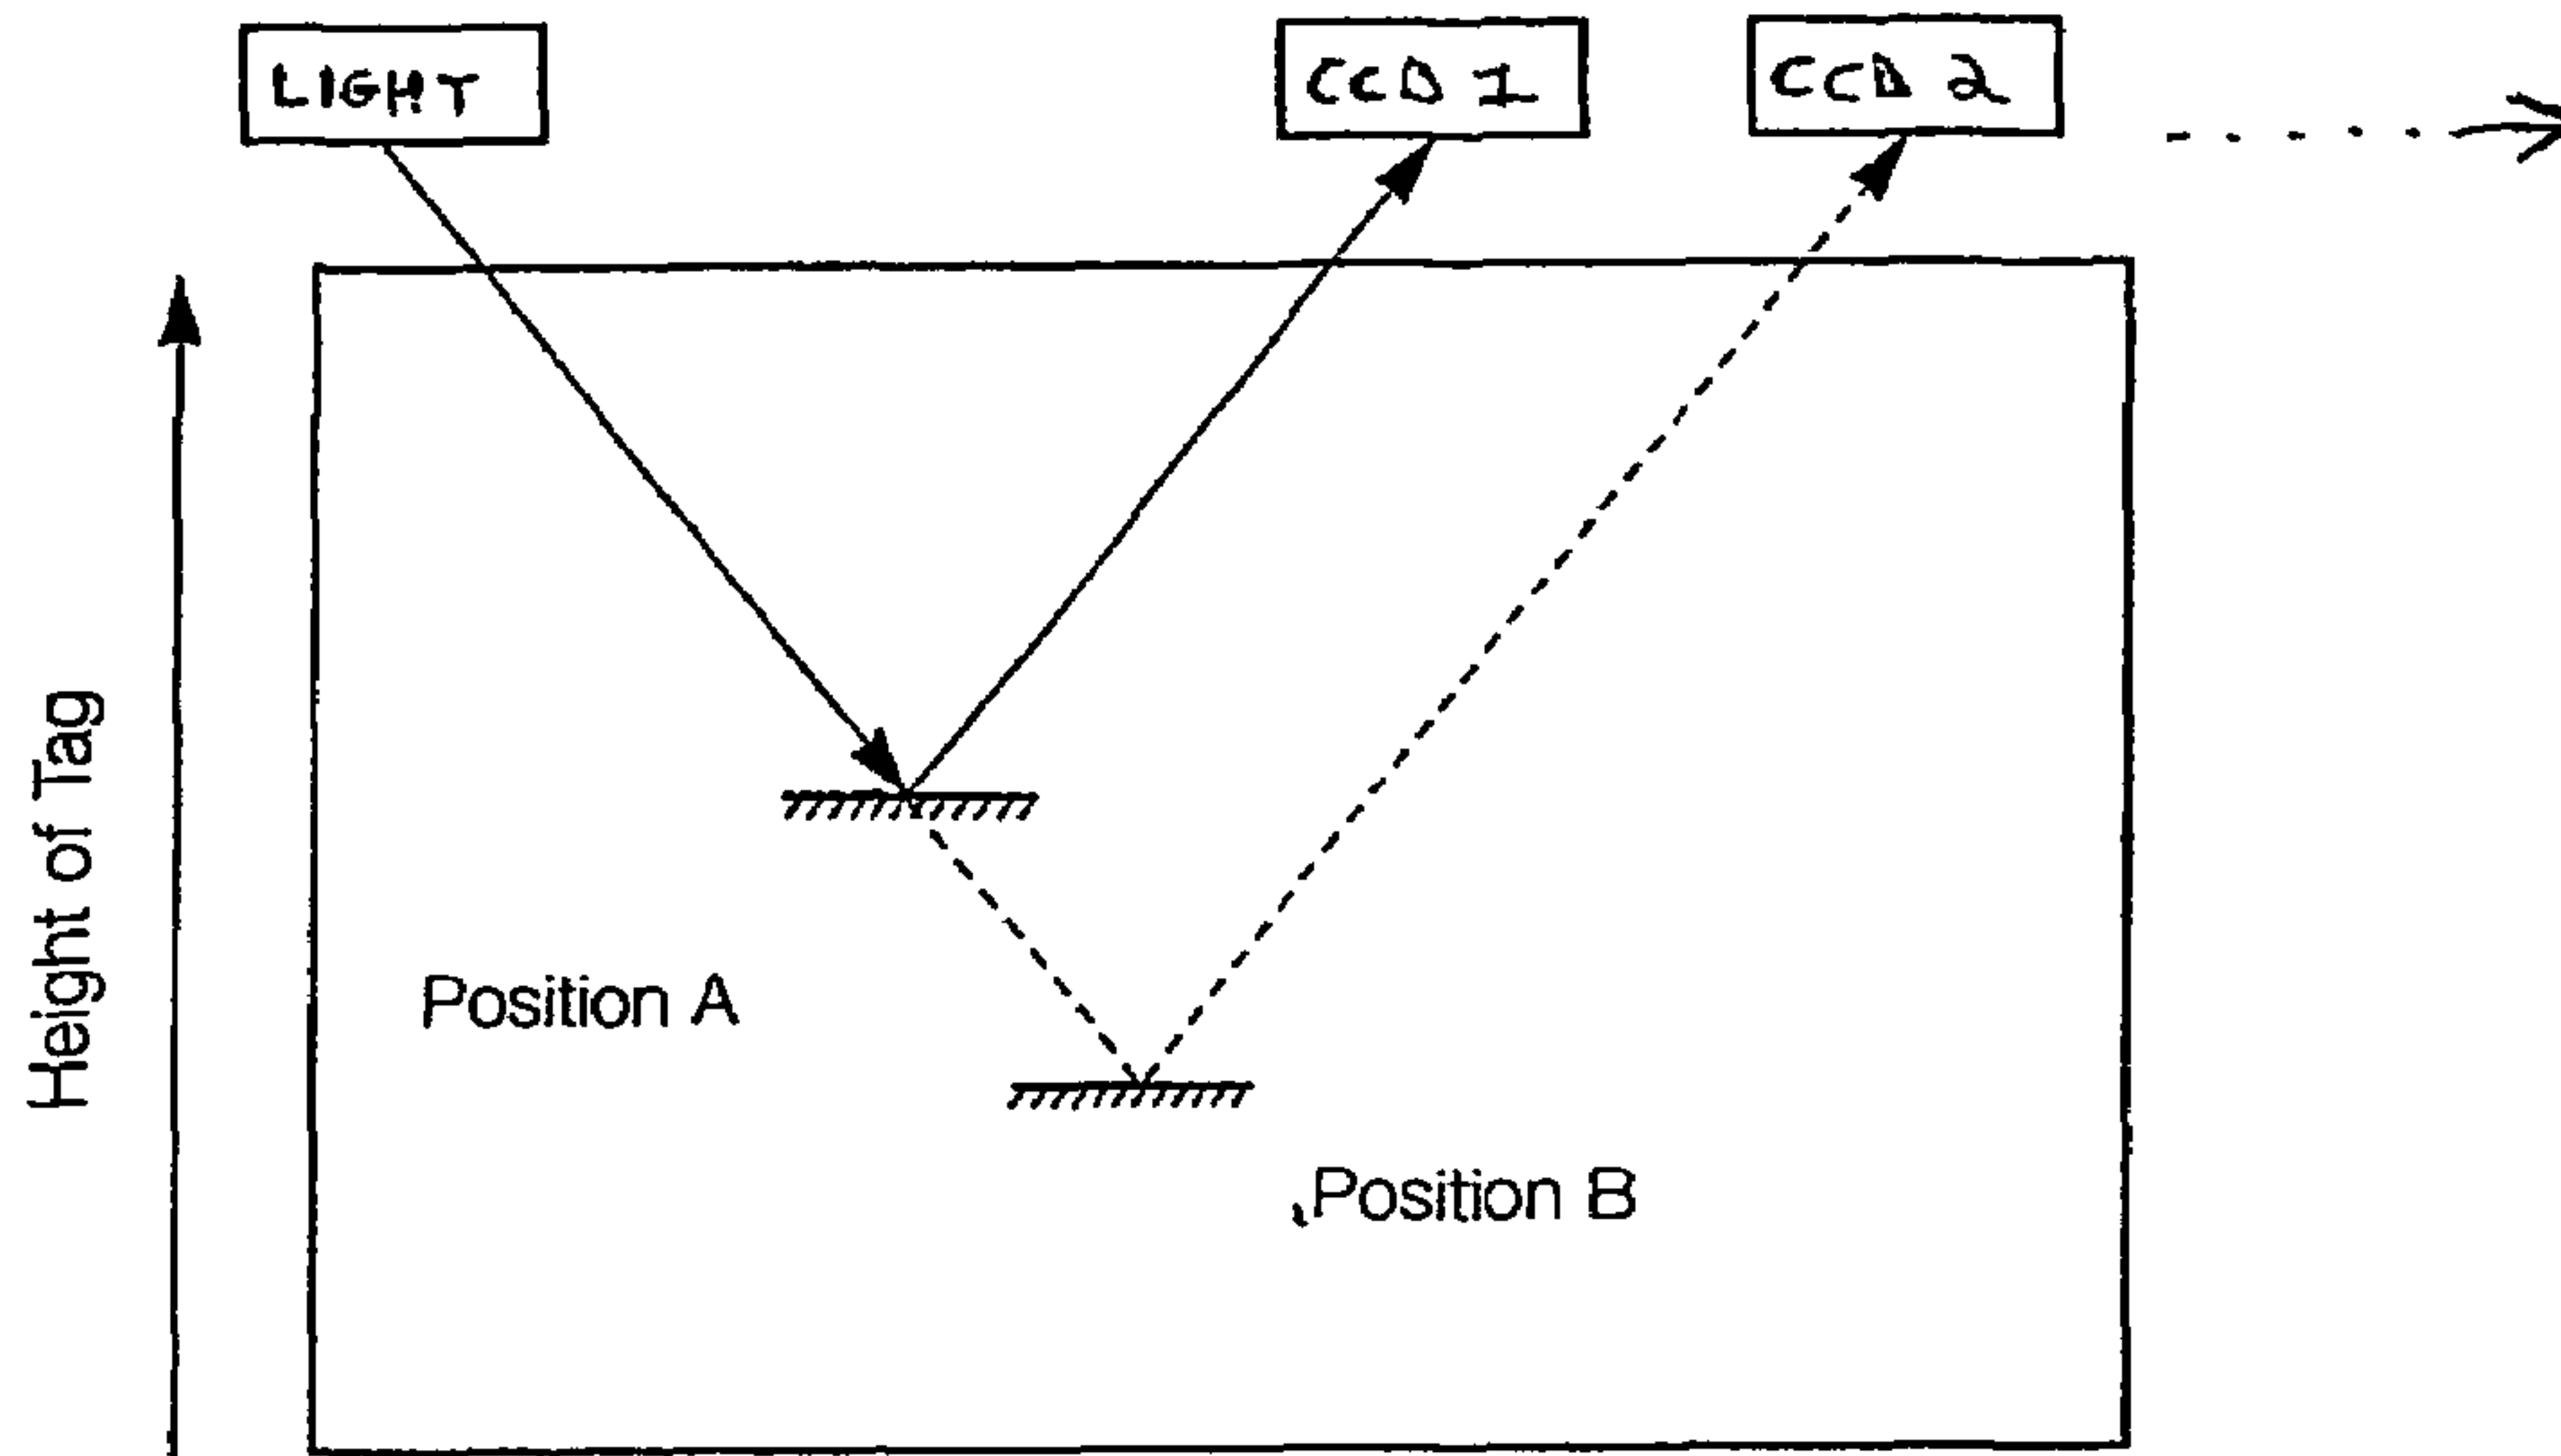 LIGHT
CCD 1
CCD 2
Height of Tag
Position A
Position B